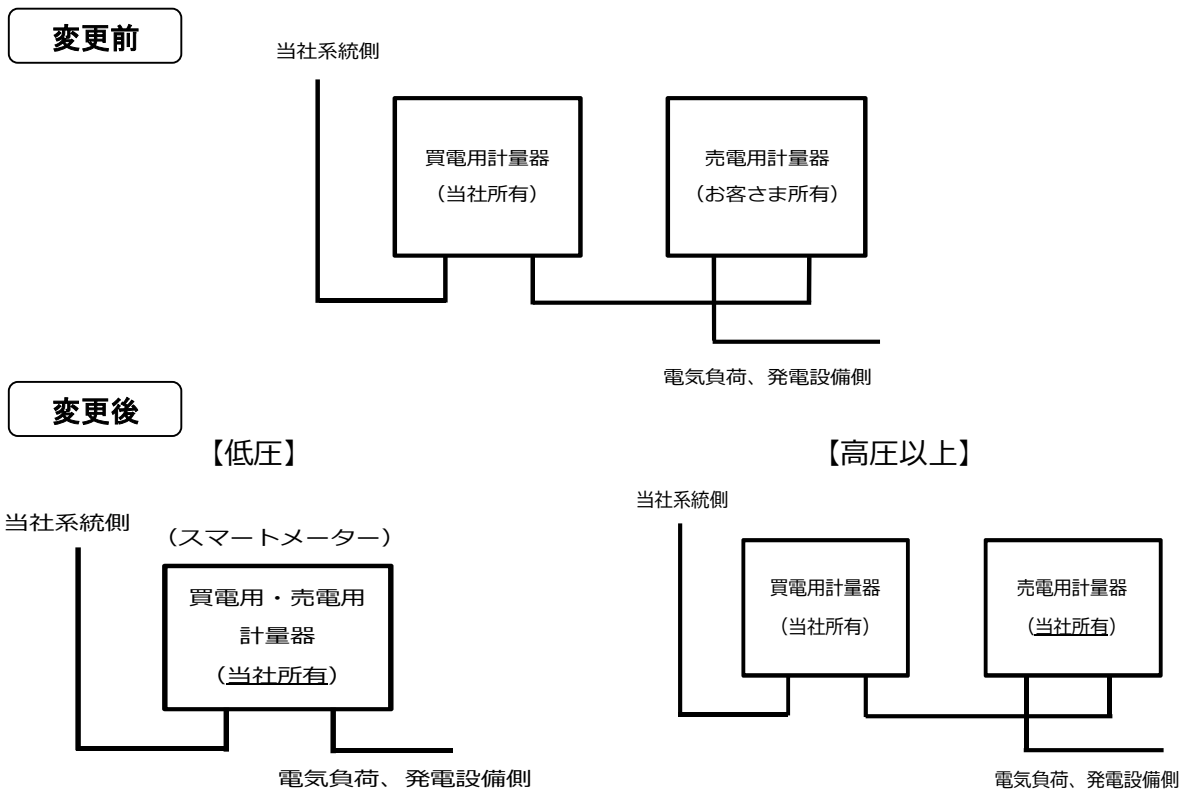 変更前
当社系統側
買電用計量器
（当社所有）
売電用計量器
（お客さま所有）
電気負荷、発電設備側
変更後
【低圧】
当社系統側
（スマートメーター）
買電用・売電用
計量器
（当社所有）
電気負荷、発電設備側
【高圧以上】
当社系統側
買電用計量器
（当社所有）
売電用計量器
（当社所有）
電気負荷、発電設備側